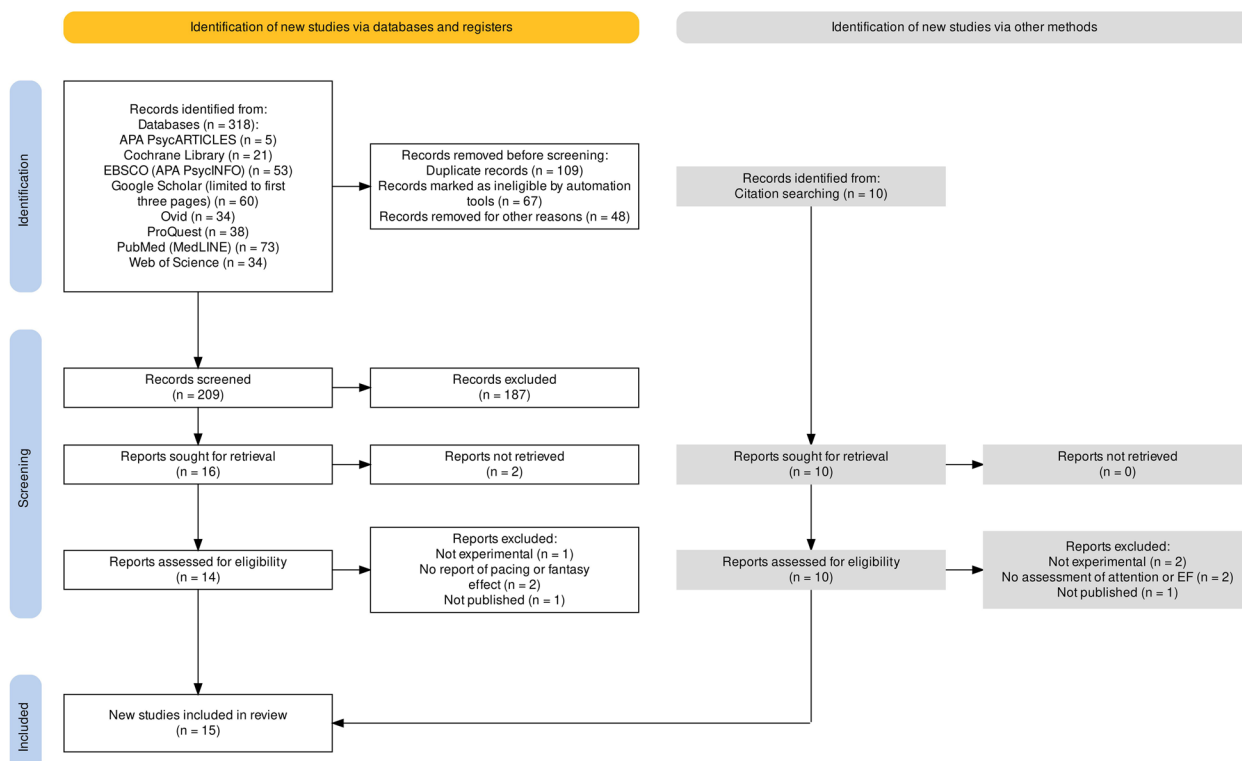 Identification of new studies via databases and registers
Identification of new studies via other methods
Identification
Records identified from:
Databases (n = 318):
APA PsycARTICLES (n = 5)
Cochrane Library (n = 21)
EBSCO (APA PsycINFO) (n = 53)
Google Scholar (limited to first
three pages) (n = 60)
Ovid (n = 34)
ProQuest (n = 38)
PubMed (MedLINE) (n = 73)
Web of Science (n = 34)
Records removed before screening:
Duplicate records (n = 109)
Records marked as ineligible by automation
tools (n = 67)
Records removed for other reasons (n = 48)
Records identified from:
Citation searching (n = 10)
Screening
Records screened
(n = 209)
Records excluded
(n = 187)
Reports sought for retrieval
(n = 16)
Reports not retrieved
(n = 2)
Reports sought for retrieval
(n = 10)
Reports not retrieved
(n = 0)
Reports assessed for eligibility
(n = 14)
Reports excluded:
Not experimental (n = 1)
No report of pacing or fantasy
effect (n = 2)
Not published (n = 1)
Reports assessed for eligibility
(n = 10)
Reports excluded:
Not experimental (n = 2)
No assessment of attention or EF (n = 2)
Not published (n = 1)
Included
New studies included in review
(n = 15)